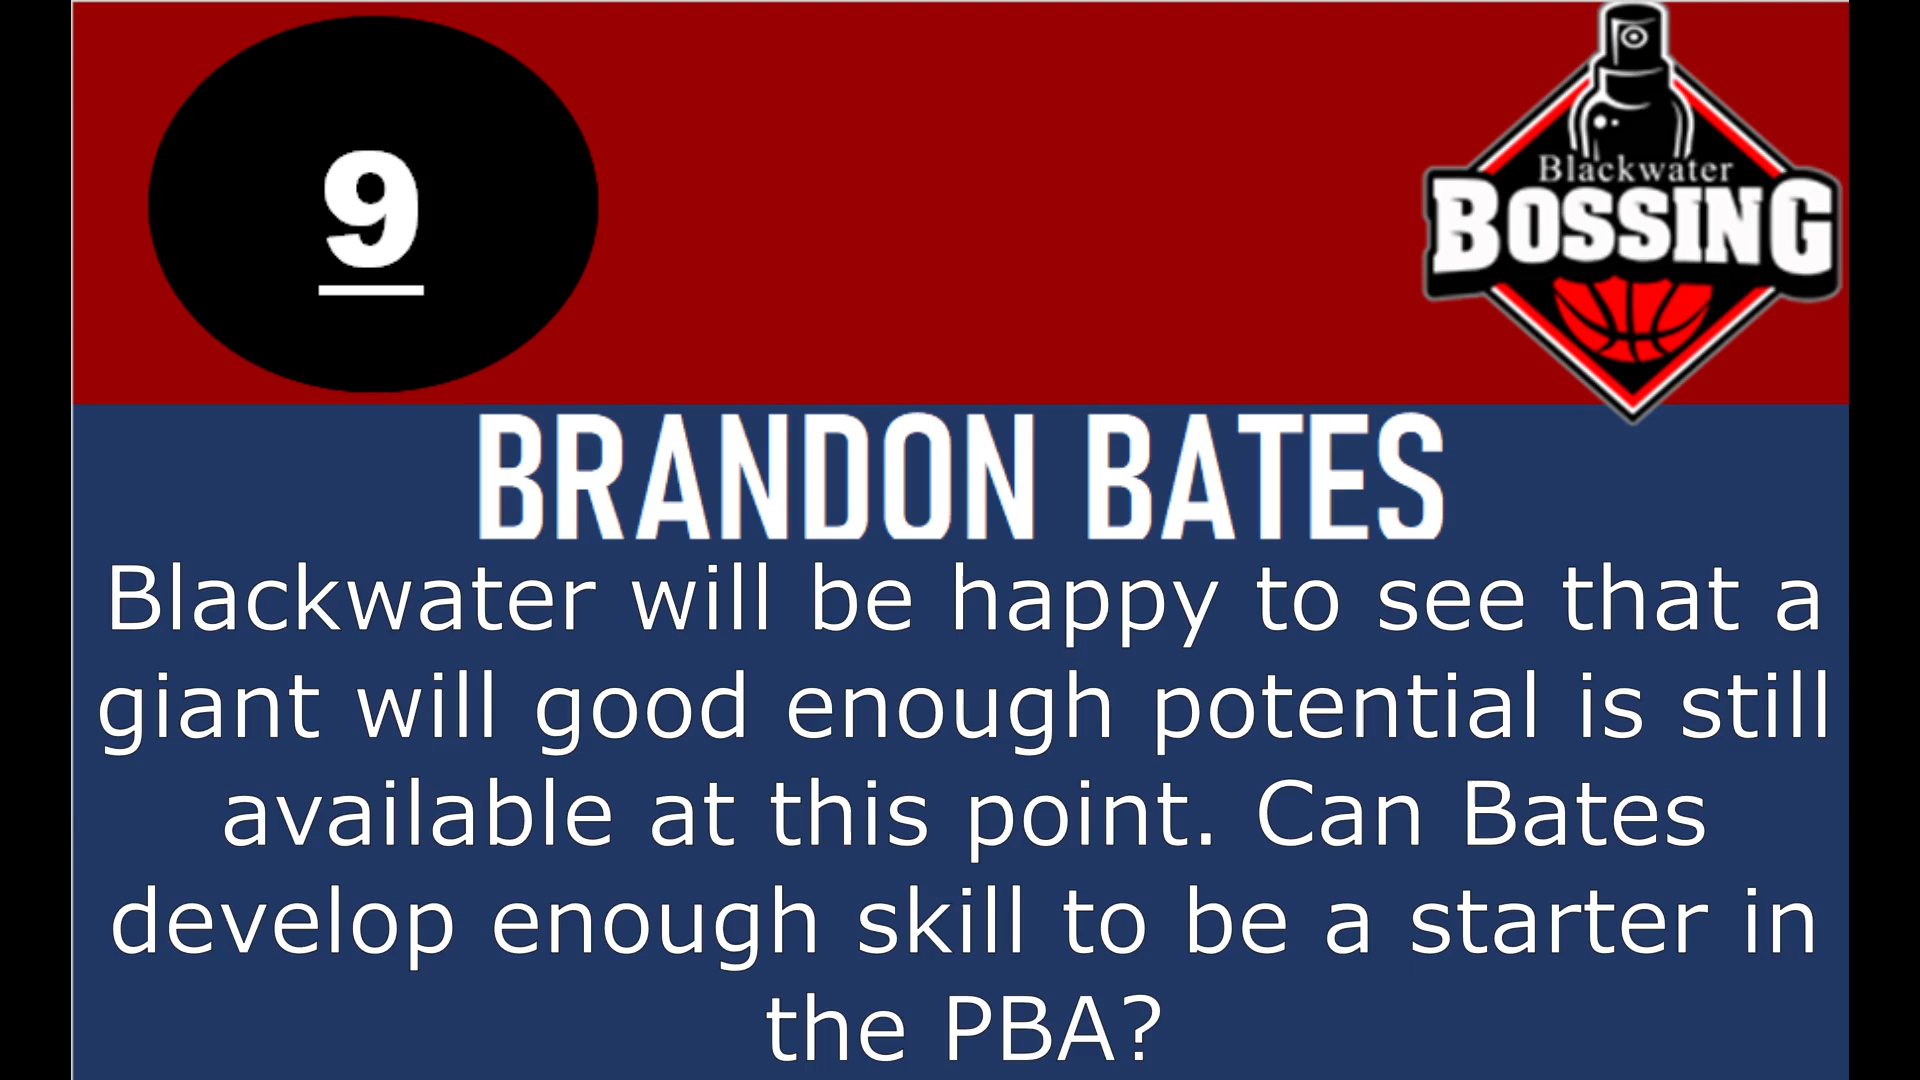 9
Blackwater
BOSSING
BRANDON BATES
Blackwater will be happy to see that a
giant will good enough potential is still
available at this point. Can Bates
develop enough skill to be a starter in
the PBA?